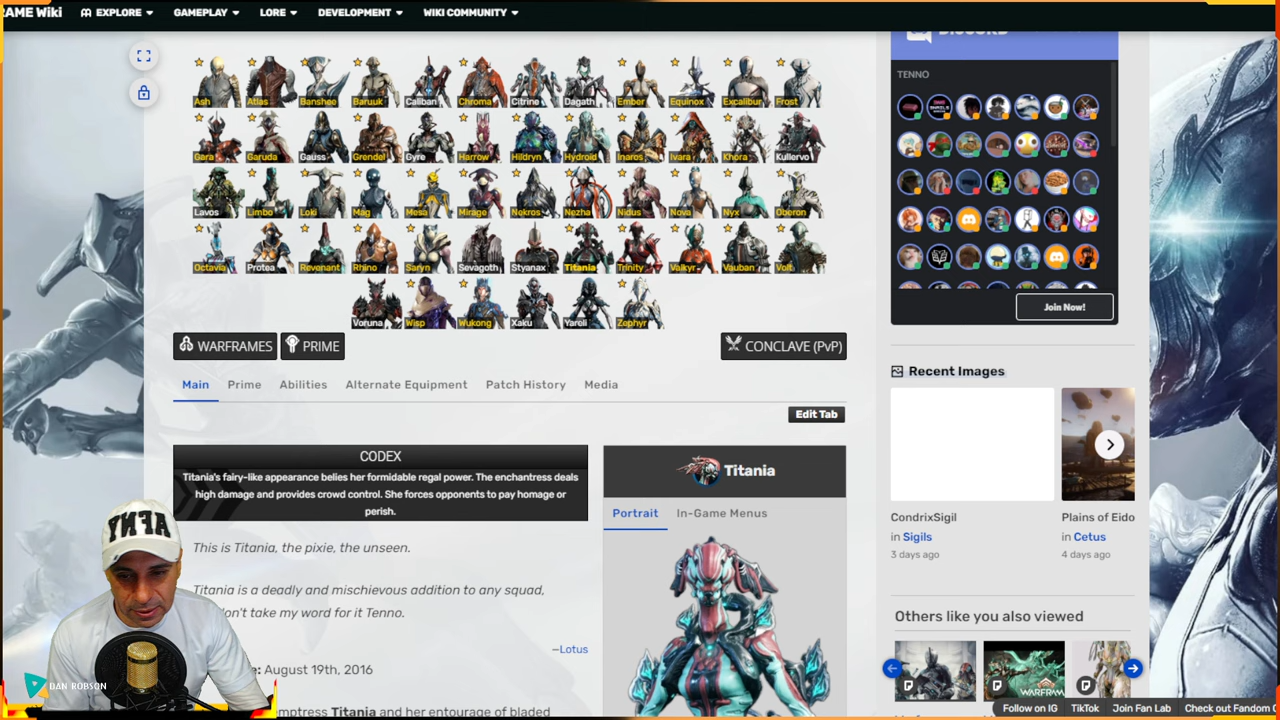 RAME Wiki EXPLORE GAMEPLAY LORE DEVELOPMENT WIKI COMMUNITY
DISCORD
TENNO
Ash Atlas Banshee Baruuk Caliban Chroma Citrine Dagath Ember Equinox Excalibur Frost
Gara Garuda Gauss Grendel Gyre Harrow Hildryn Hydroid Inaros Ivara Khora Kullervo
Lavos Limbo Loki Mag Mesa Mirage Nekros Nezha Nidus Nova Nyx Oberon
Octavia Protea Revenant Rhino Saryn Sevagoth Styanax Titania Trinity Valkyr Vauban Volt
Voruna Wisp Wukong Xaku Yareli Zephyr
Join Now!
WARFRAMES PRIME CONCLAVE (PvP)
Main Prime Abilities Alternate Equipment Patch History Media
Edit Tab
CODEX
Titania's fairy-like appearance belies her formidable regal power. The enchantress deals
high damage and provides crowd control. She forces opponents to pay homage or
perish.
This is Titania, the pixie, the unseen.
Titania is a deadly and mischievous addition to any squad,
on't take my word for it Tenno.
—Lotus
e: August 19th, 2016
mptress Titania and her entourage of bladed
Titania
Portrait In-Game Menus
Recent Images
CondrixSigil
in Sigils
3 days ago
Plains of Eido
in Cetus
4 days ago
Others like you also viewed
WARFRAM
Follow on IG TikTok Join Fan Lab Check out Fandom
AFNY
DAN ROBSON